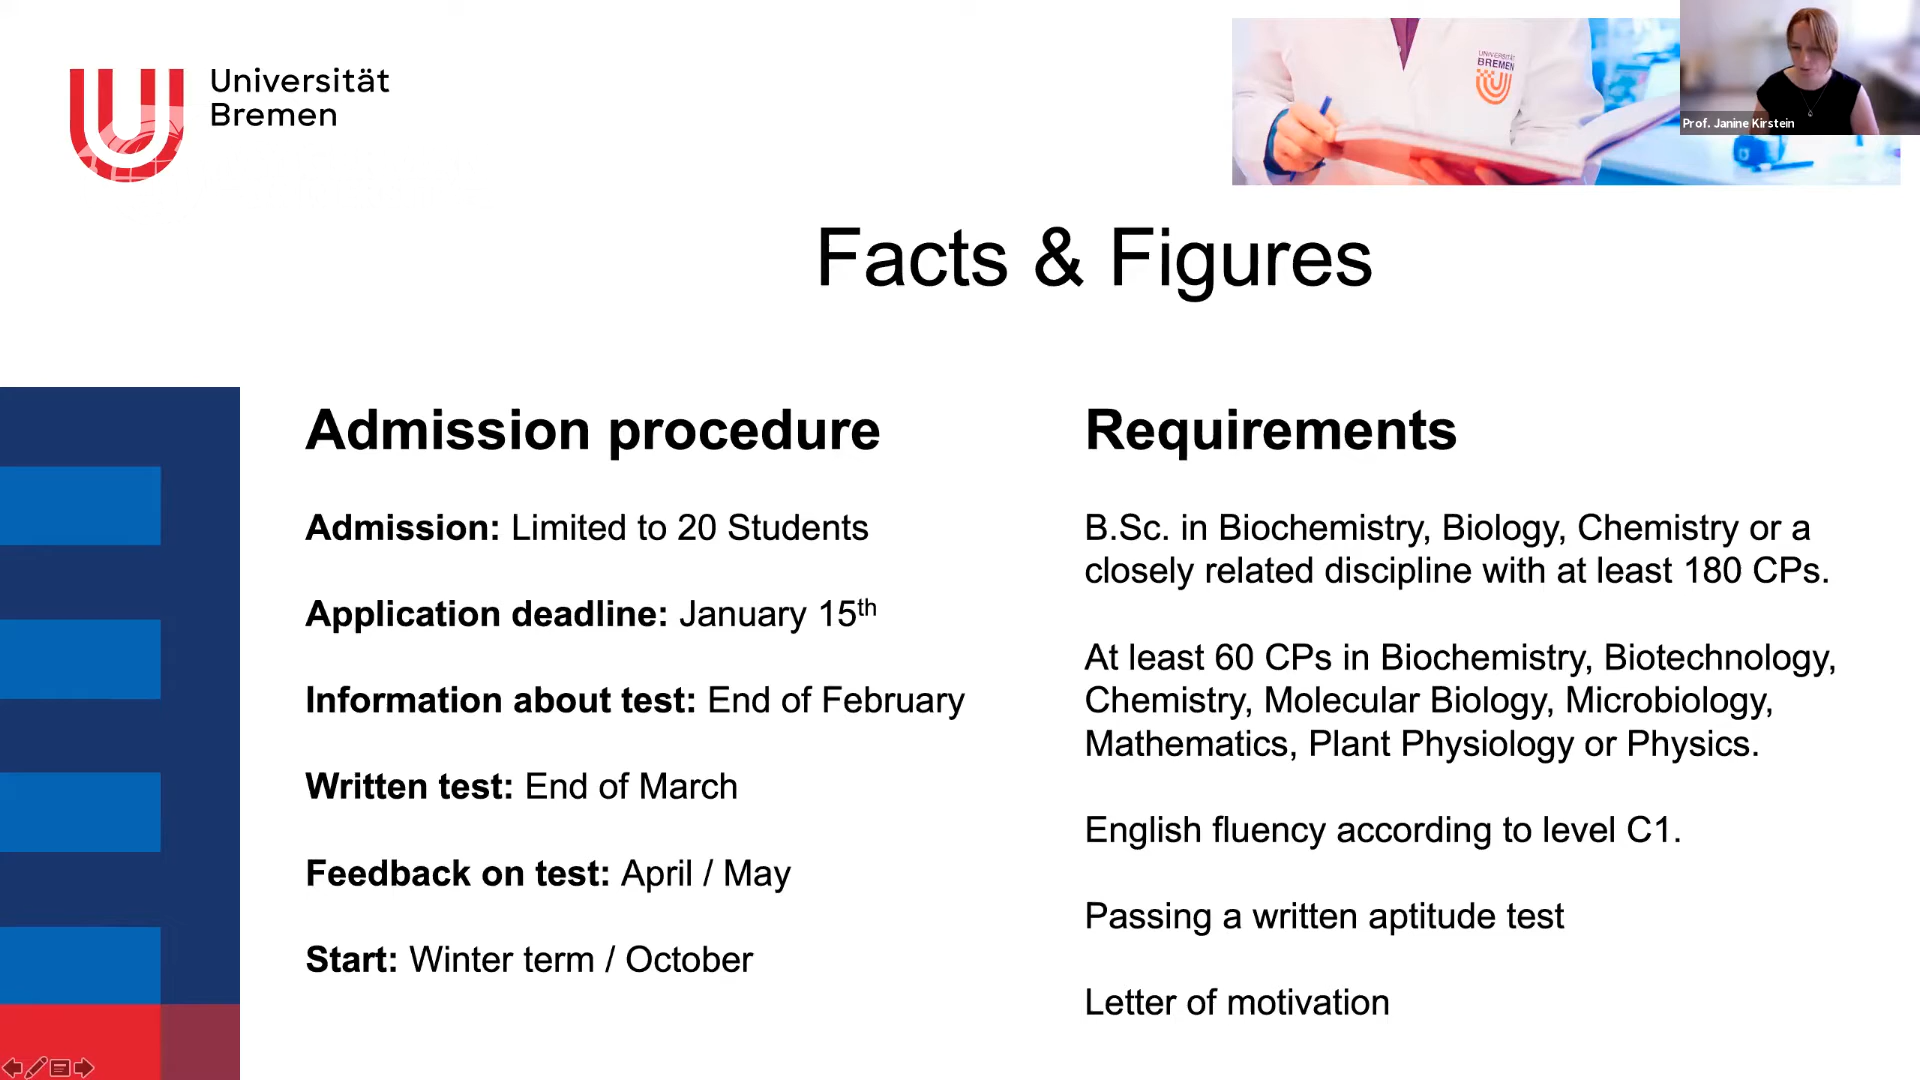 Universität
Bremen
UNIVERSITÄT
BREMEN
Prof. Janine Kirstein
Facts & Figures
Admission procedure
Admission: Limited to 20 Students
Application deadline: January 15th
Information about test: End of February
Written test: End of March
Feedback on test: April / May
Start: Winter term / October
Requirements
B.Sc. in Biochemistry, Biology, Chemistry or a
closely related discipline with at least 180 CPs.
At least 60 CPs in Biochemistry, Biotechnology,
Chemistry, Molecular Biology, Microbiology,
Mathematics, Plant Physiology or Physics.
English fluency according to level C1.
Passing a written aptitude test
Letter of motivation